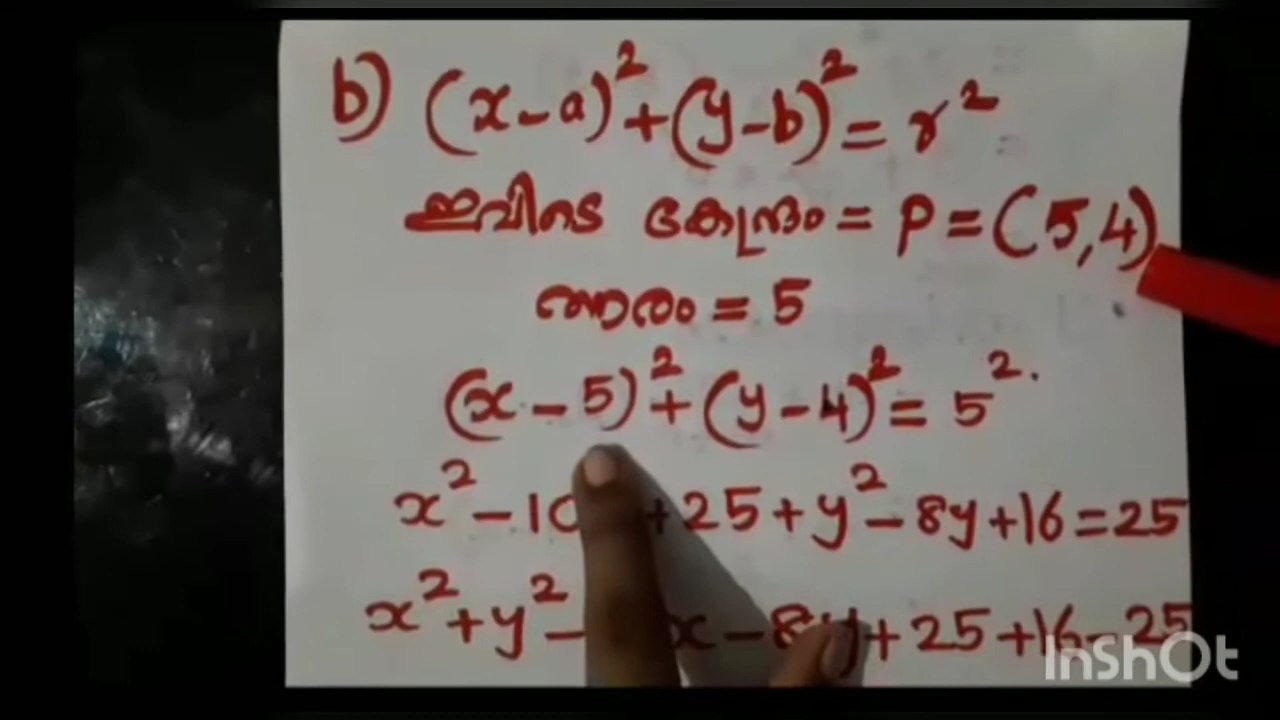 b) (x-a)² + (y-b)² = r²
ഇവിടെ കേന്ദ്രം = P = (5,4)
ആരം = 5
(x - 5)² + (y - 4)² = 5².
x² - 10 + 25 + y² - 8y + 16 = 25
x² + y² - x - 8y + 25 + 16 - 25
InShOt